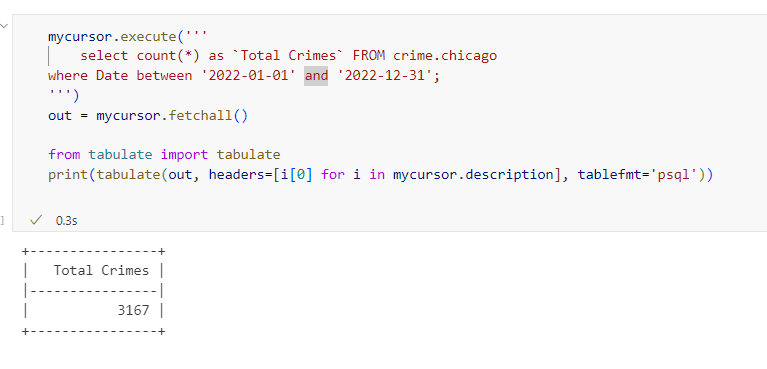 mycursor.execute('''
    select count(*) as `Total Crimes` FROM crime.chicago
where Date between '2022-01-01' and '2022-12-31';
''')
out = mycursor.fetchall()
from tabulate import tabulate
print(tabulate(out, headers=[i[0] for i in mycursor.description], tablefmt='psql'))
] ✓ 0.3s
+----------------+
|   Total Crimes |
|----------------|
|           3167 |
+----------------+